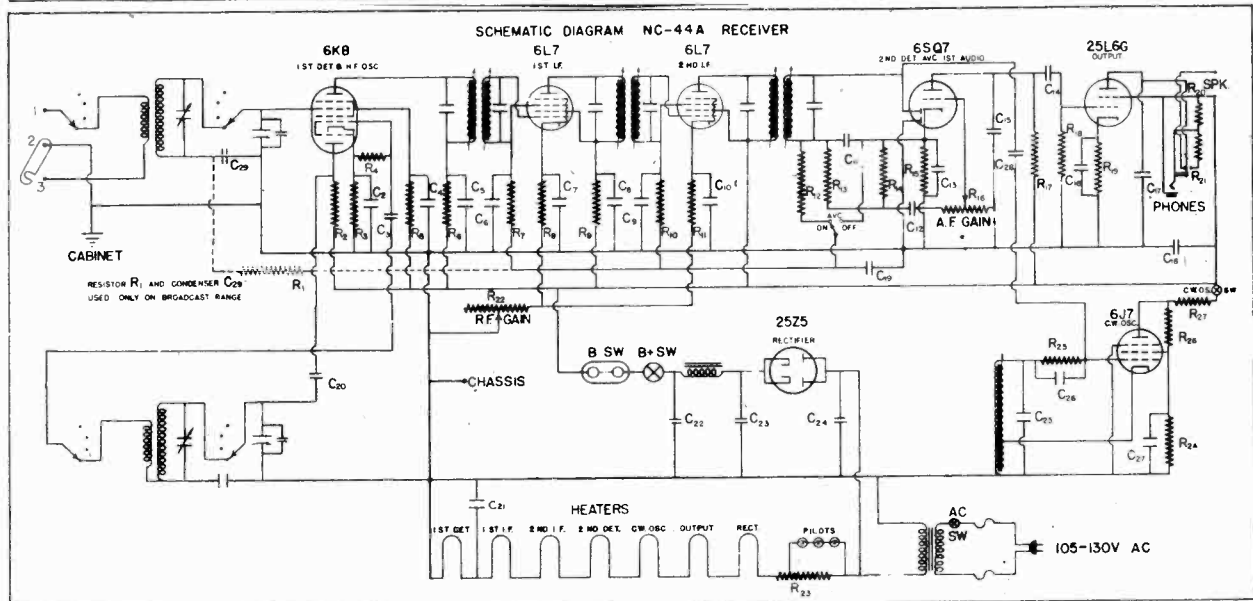 SCHEMATIC DIAGRAM NC-44A RECEIVER
6K8
1ST DET & H.F. OSC
6L7
1ST I.F.
6L7
2ND I.F.
6SQ7
2ND DET AVC 1ST AUDIO
25L6G
OUTPUT
1
2
3
CABINET
C29
R4
R2
R3
C2
C3
R5
C4
R6
C5
C6
R7
R8
C7
R9
C8
C9
R10
C10
R11
R12
R13
C11
R14
R15
C13
C12
R16
A.F. GAIN
AVC
ON OFF
C15
C28
R17
C14
R18
C16
R19
C17
R20
R21
SPK.
PHONES
C18
C19
RESISTOR R1 AND CONDENSER C29
USED ONLY ON BROADCAST RANGE
R1
R22
R.F. GAIN
C.W.OS. SW
R27
R26
6J7
C.W. OSC.
R25
C26
C25
C27
R24
25Z5
RECTIFIER
B SW
B+ SW
CHASSIS
C20
C22
C23
C24
C21
HEATERS
1ST DET
1ST I.F.
2ND I.F.
2ND DET.
C.W. OSC.
OUTPUT
RECT.
PILOTS
R23
AC
SW
105-130V AC